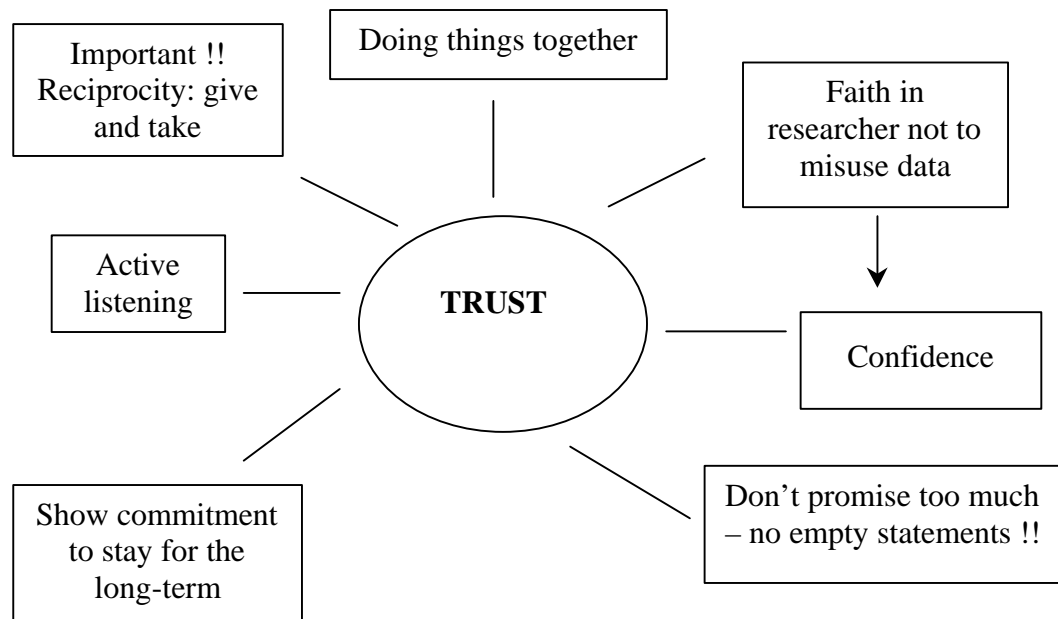 Important !!
Reciprocity: give
and take
Doing things together
Faith in
researcher not to
misuse data
Active
listening
TRUST
Confidence
Show commitment
to stay for the
long-term
Don’t promise too much
– no empty statements !!